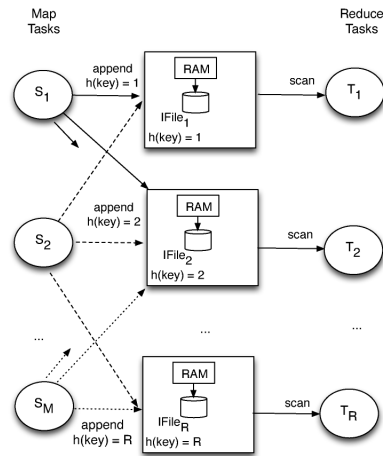 Map Tasks
Reduce Tasks
S1
append h(key) = 1
RAM
IFile1
h(key) = 1
scan
T1
S2
append h(key) = 2
RAM
IFile2
h(key) = 2
scan
T2
...
...
...
SM
append h(key) = R
RAM
IFileR
h(key) = R
scan
TR